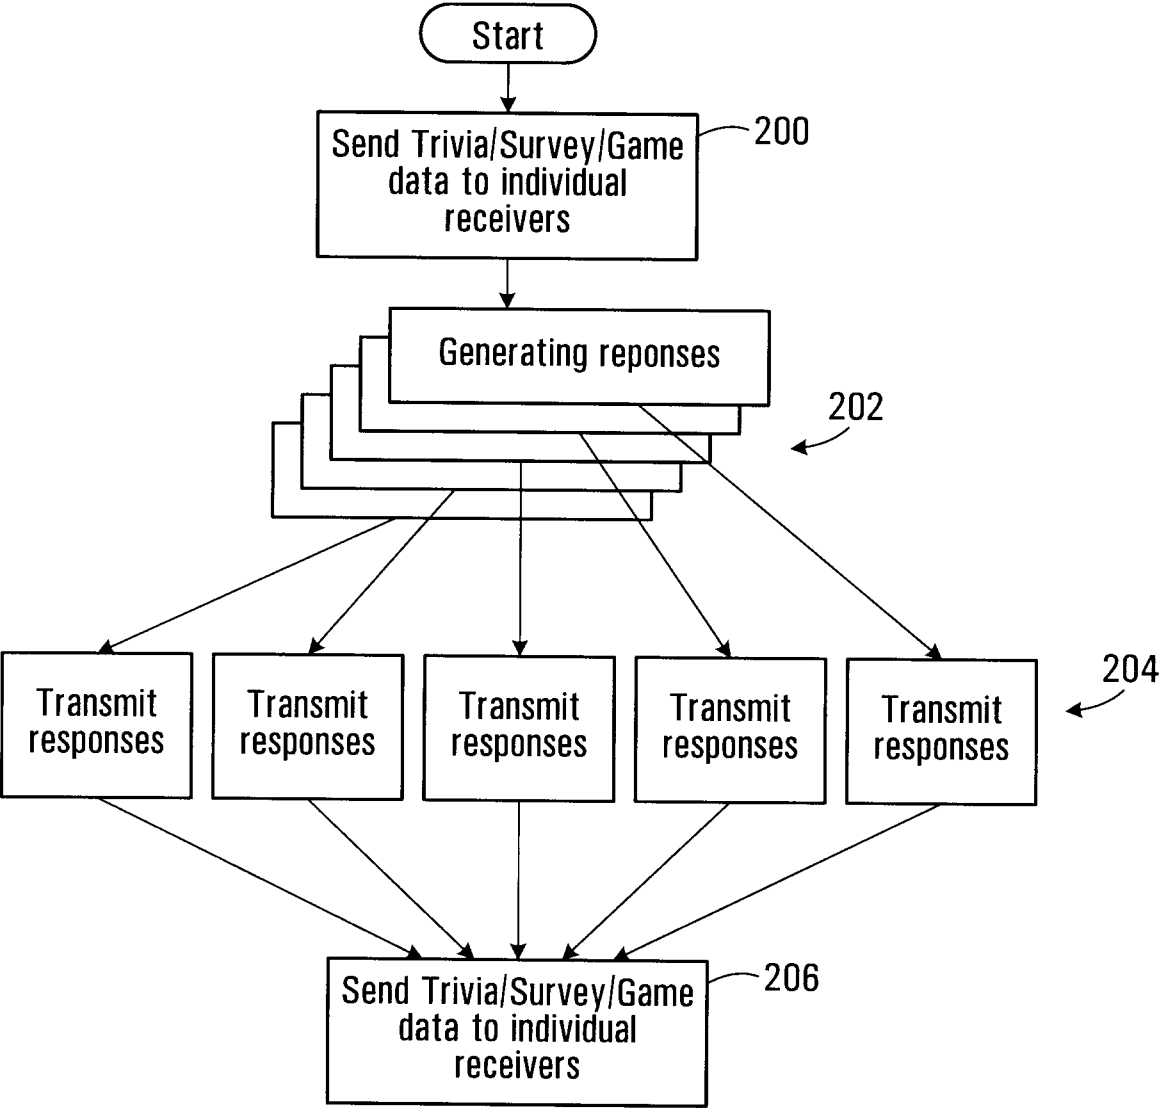 Start
200
Send Trivia/Survey/Game
data to individual
receivers
Generating reponses
202
204
Transmit
responses
Transmit
responses
Transmit
responses
Transmit
responses
Transmit
responses
206
Send Trivia/Survey/Game
data to individual
receivers